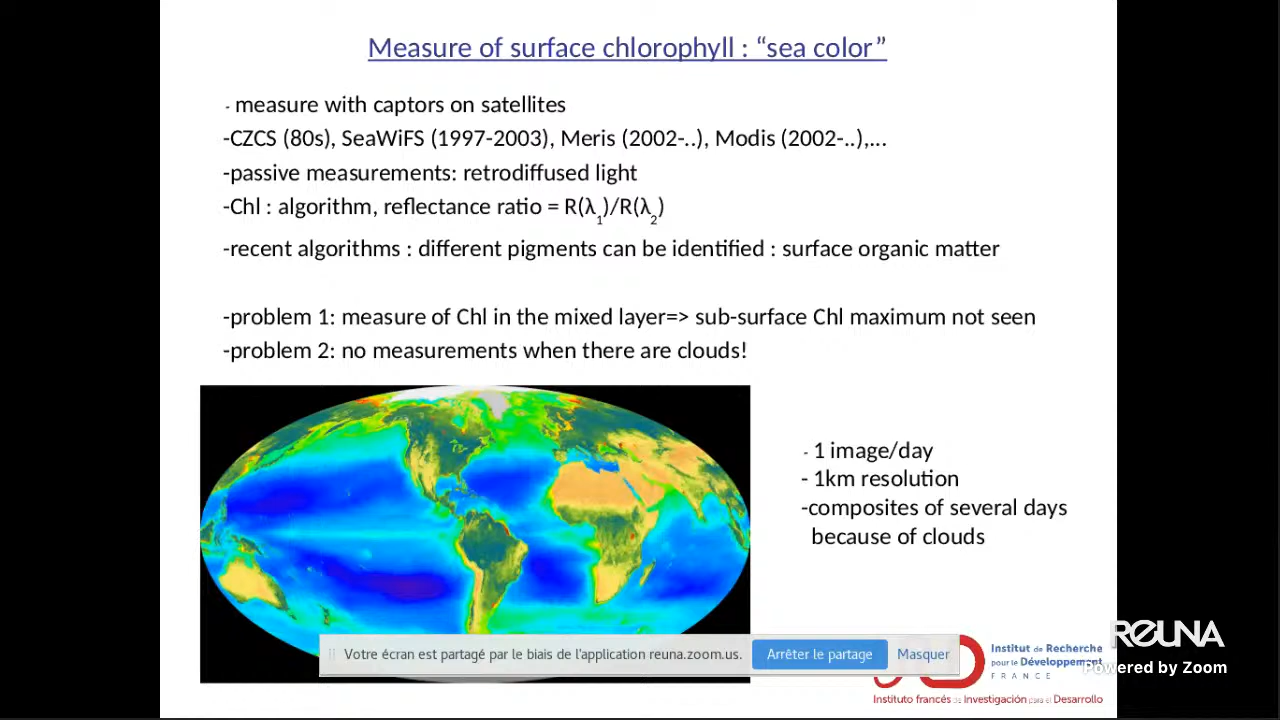 Measure of surface chlorophyll : “sea color”
- measure with captors on satellites
-CZCS (80s), SeaWiFS (1997-2003), Meris (2002-..), Modis (2002-..),...
-passive measurements: retrodiffused light
-Chl : algorithm, reflectance ratio = R(λ1)/R(λ2)
-recent algorithms : different pigments can be identified : surface organic matter
-problem 1: measure of Chl in the mixed layer=> sub-surface Chl maximum not seen
-problem 2: no measurements when there are clouds!
- 1 image/day
- 1km resolution
-composites of several days
because of clouds
Votre écran est partagé par le biais de l'application reuna.zoom.us.
Arrêter le partage
Masquer
Institut de Recherche
pour le Développement
FRANCE
Instituto francés de Investigación para el Desarrollo
REUNA
Powered by Zoom